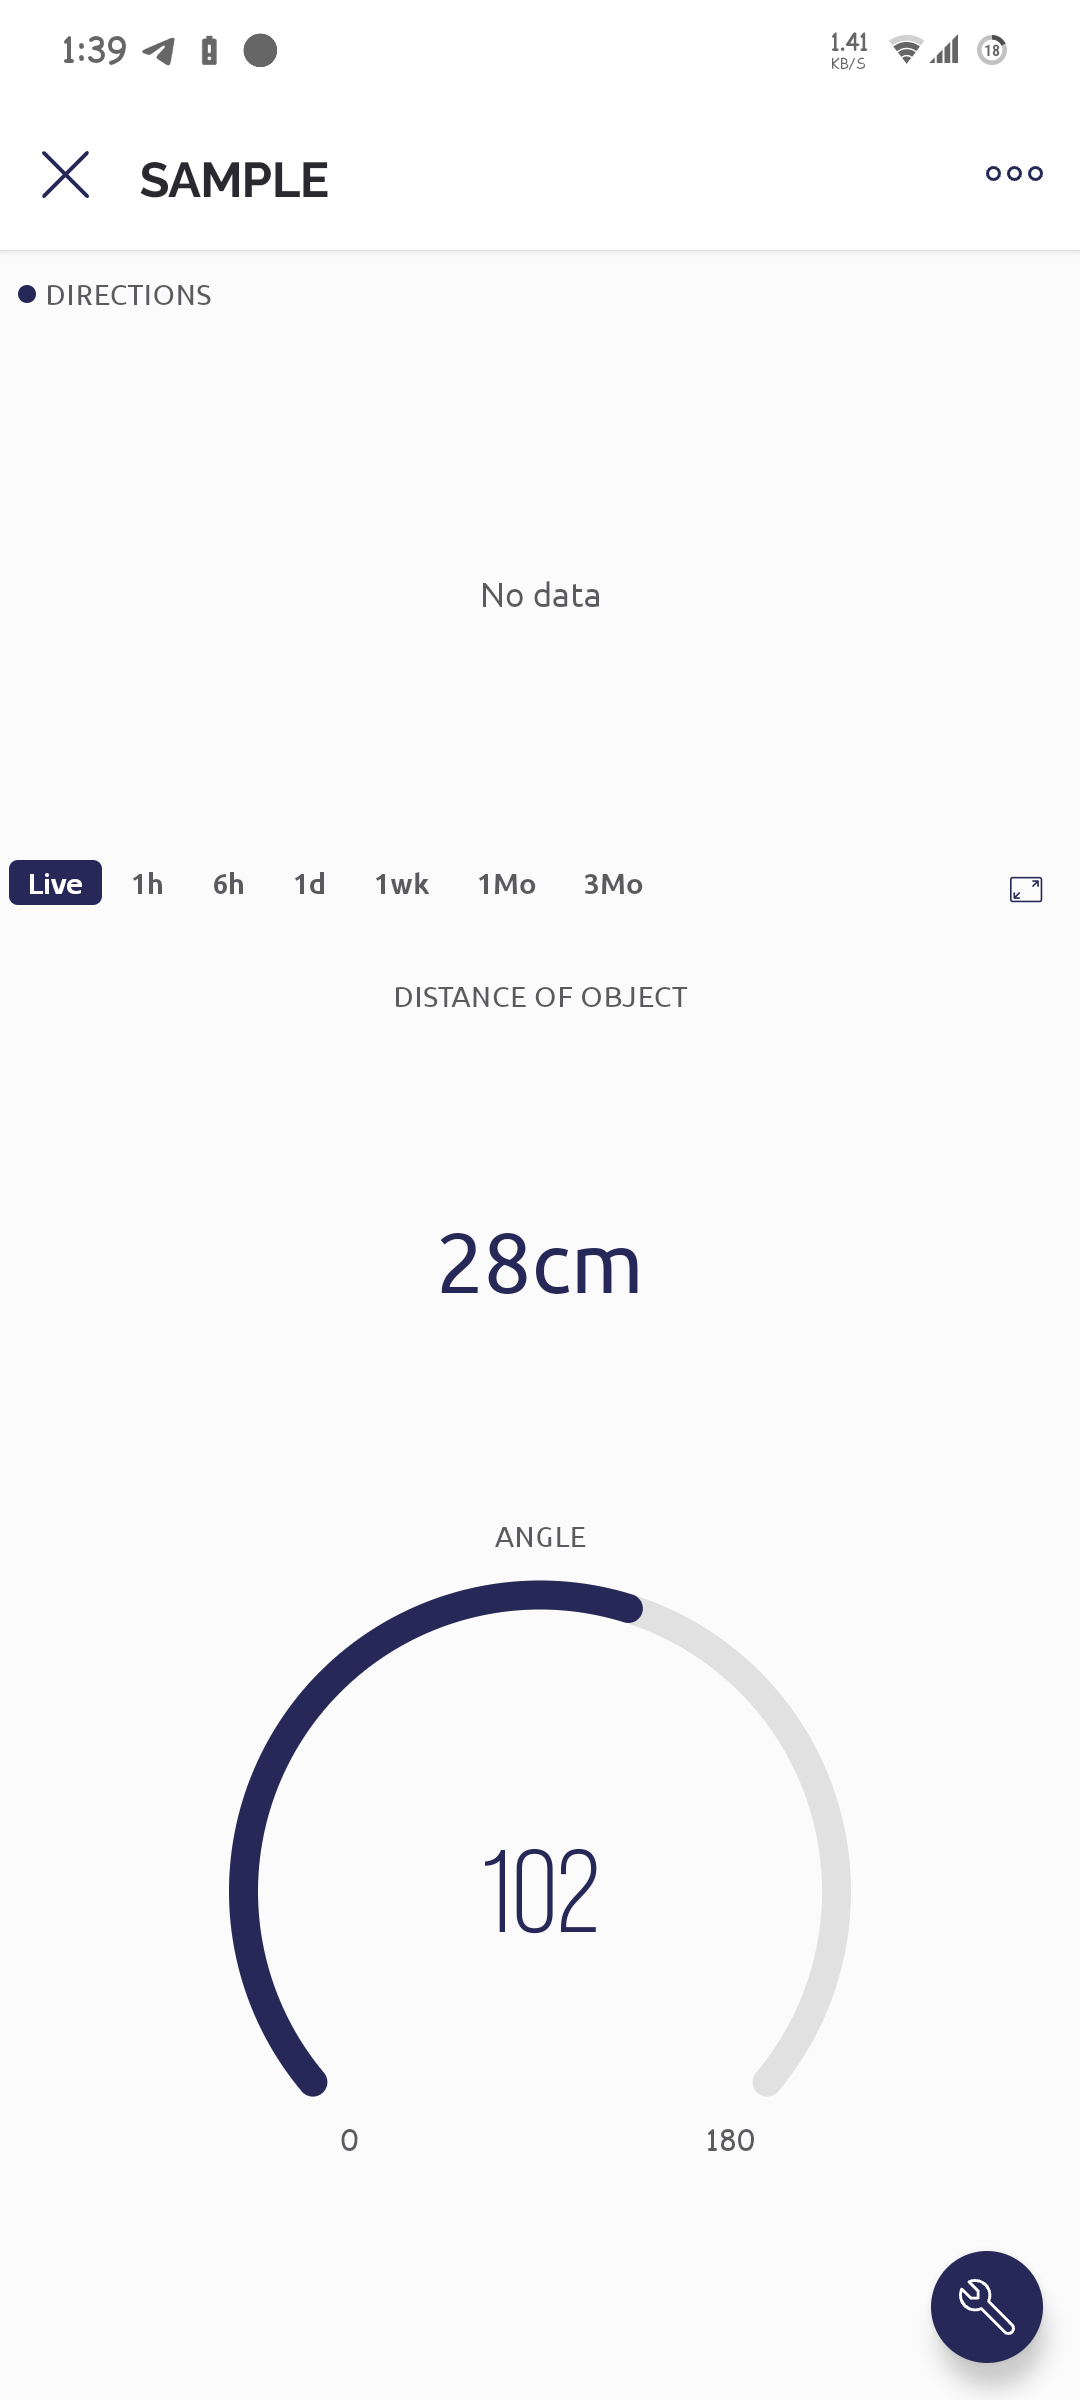 1:39 1.41 KB/S 18
SAMPLE
DIRECTIONS
No data
Live 1h 6h 1d 1wk 1Mo 3Mo
DISTANCE OF OBJECT
28cm
ANGLE
102
0 180